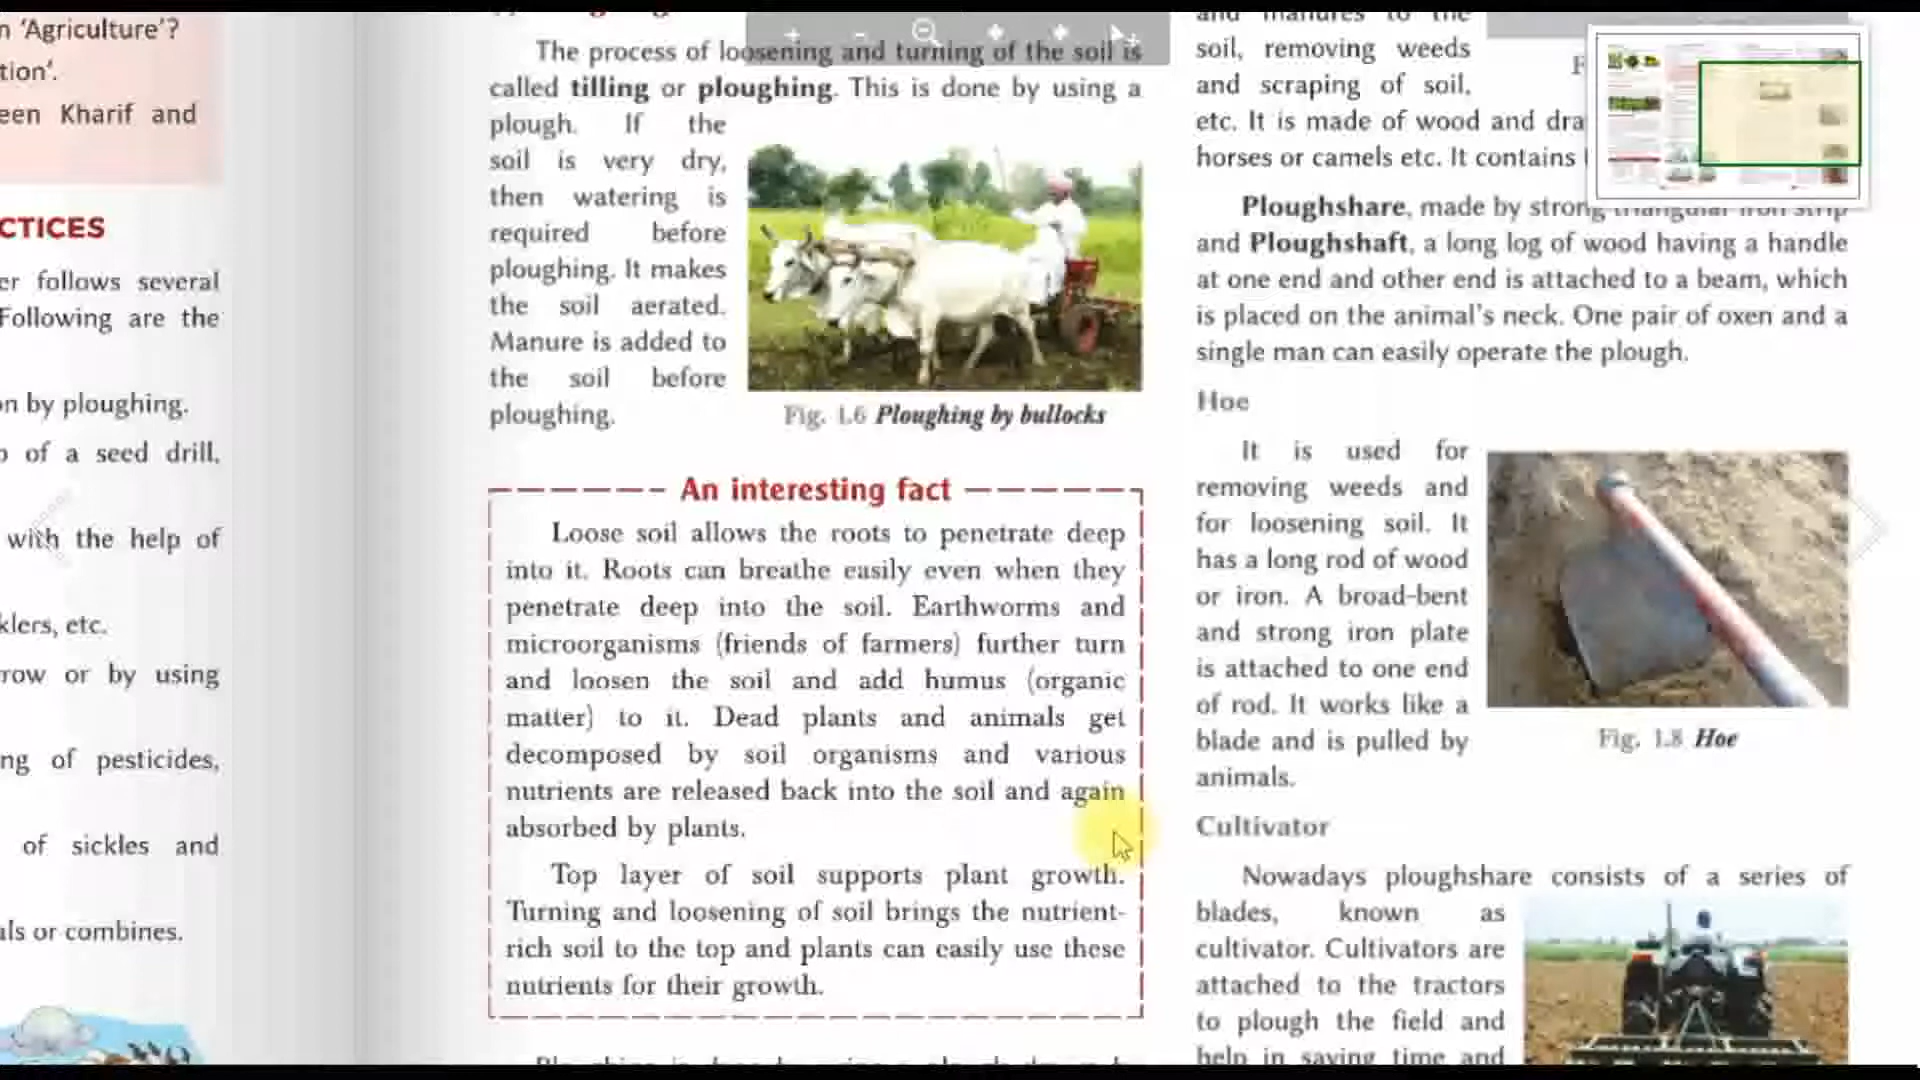 n ‘Agriculture’?
tion‘.
een Kharif and
CTICES
er follows several
Following are the
on by ploughing.
of a seed drill,
with the help of
klers, etc.
row or by using
ng of pesticides,
of sickles and
als or combines.
The process of loosening and turning of the soil is
called tilling or ploughing. This is done by using a
plough. If the
soil is very dry,
then watering is
required before
ploughing. It makes
the soil aerated.
Manure is added to
the soil before
ploughing.
Fig. 1.6 Ploughing by bullocks
An interesting fact
Loose soil allows the roots to penetrate deep
into it. Roots can breathe easily even when they
penetrate deep into the soil. Earthworms and
microorganisms (friends of farmers) further turn
and loosen the soil and add humus (organic
matter) to it. Dead plants and animals get
decomposed by soil organisms and various
nutrients are released back into the soil and again
absorbed by plants.
Top layer of soil supports plant growth.
Turning and loosening of soil brings the nutrient-
rich soil to the top and plants can easily use these
nutrients for their growth.
and manures to the
soil, removing weeds
and scraping of soil,
etc. It is made of wood and dra
horses or camels etc. It contains
Ploughshare, made by strong triangular iron strip
and Ploughshaft, a long log of wood having a handle
at one end and other end is attached to a beam, which
is placed on the animal’s neck. One pair of oxen and a
single man can easily operate the plough.
Hoe
It is used for
removing weeds and
for loosening soil. It
has a long rod of wood
or iron. A broad-bent
and strong iron plate
is attached to one end
of rod. It works like a
blade and is pulled by
animals.
Fig. 1.8 Hoe
Cultivator
Nowadays ploughshare consists of a series of
blades, known as
cultivator. Cultivators are
attached to the tractors
to plough the field and
help in saving time and